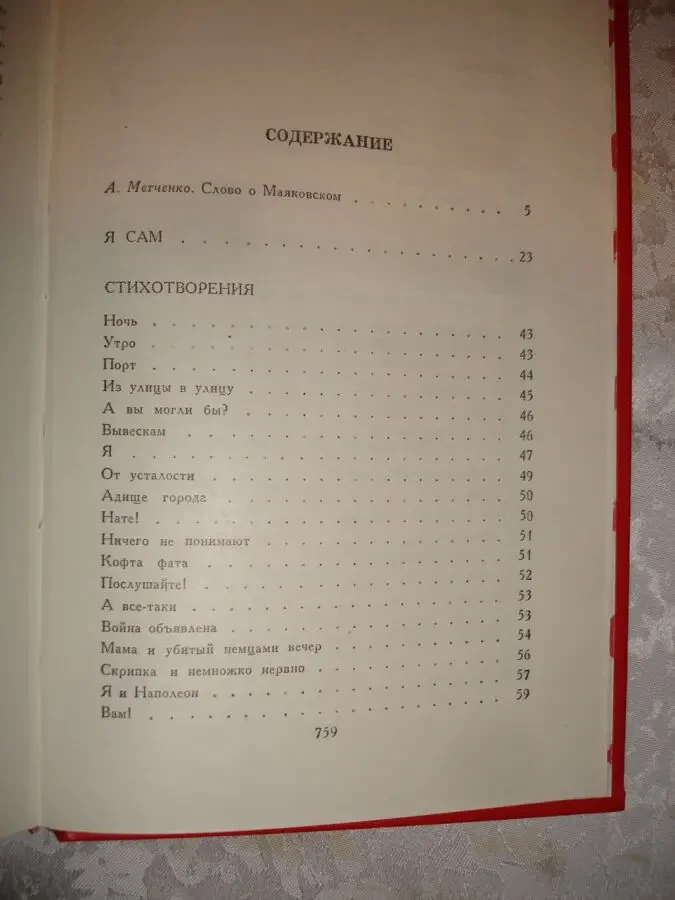 СОДЕРЖАНИЕ
А. Метченко. Слово о Маяковском . . . . . . . . . . 5
Я САМ . . . . . . . . . . . . . . . . . . 23
СТИХОТВОРЕНИЯ
Ночь . . . . . . . . . . . . . . . . . . 43
Утро . . . . . . . . . . . . . . . . . . 43
Порт . . . . . . . . . . . . . . . . . . 44
Из улицы в улицу . . . . . . . . . . . . . 45
А вы могли бы? . . . . . . . . . . . . . 46
Вывескам . . . . . . . . . . . . . . . . 46
Я . . . . . . . . . . . . . . . . . . . 47
От усталости . . . . . . . . . . . . . . 49
Адище города . . . . . . . . . . . . . . 50
Нате! . . . . . . . . . . . . . . . . . 50
Ничего не понимают . . . . . . . . . . . . 51
Кофта фата . . . . . . . . . . . . . . . 51
Послушайте! . . . . . . . . . . . . . . . 52
А все-таки . . . . . . . . . . . . . . . 53
Война объявлена . . . . . . . . . . . . . 53
Мама и убитый немцами вечер . . . . . . . . 54
Скрипка и немножко нервно . . . . . . . . . 56
Я и Наполеон . . . . . . . . . . . . . . 57
Вам! . . . . . . . . . . . . . . . . . . 59
759